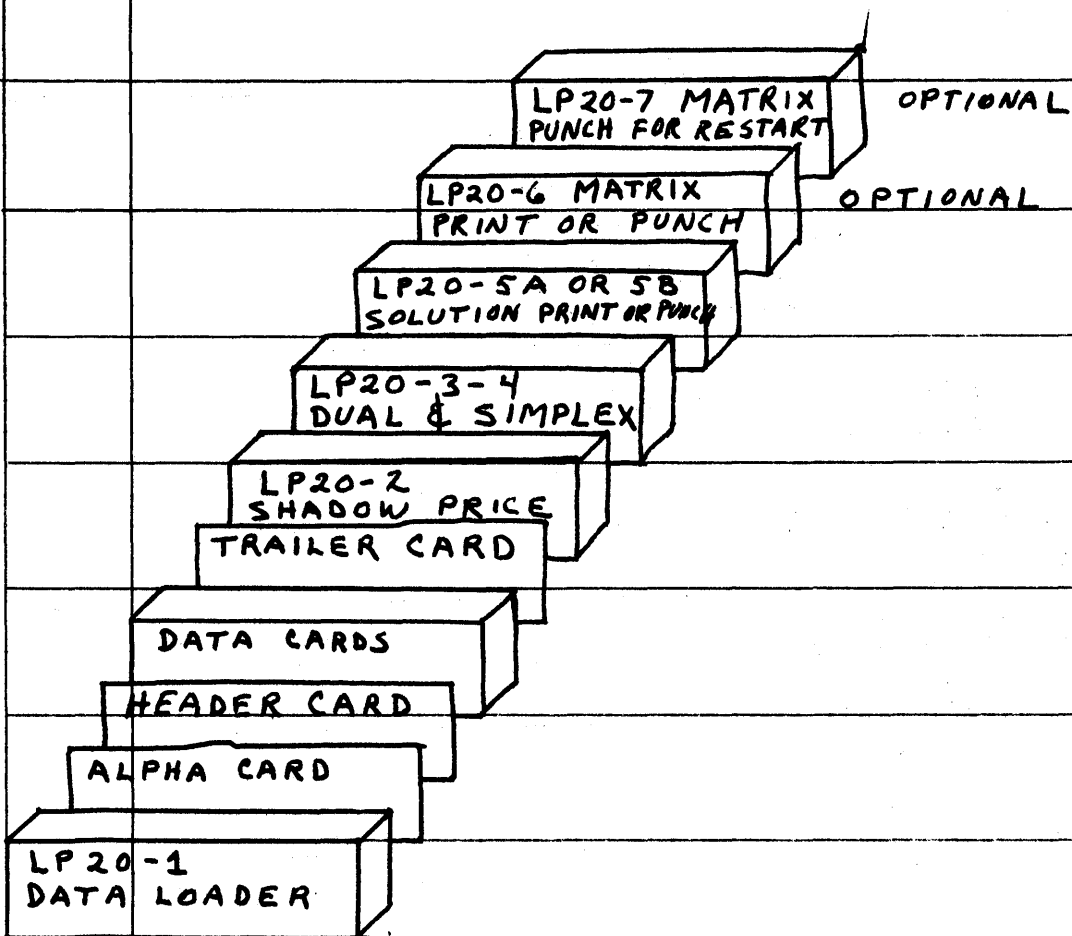 LP20-7 MATRIX
PUNCH FOR RESTART
OPTIONAL
LP20-6 MATRIX
PRINT OR PUNCH
OPTIONAL
LP20-5A OR 5B
SOLUTION PRINT OR PUNCH
LP20-3-4
DUAL & SIMPLEX
LP20-2
SHADOW PRICE
TRAILER CARD
DATA CARDS
HEADER CARD
ALPHA CARD
LP20-1
DATA LOADER